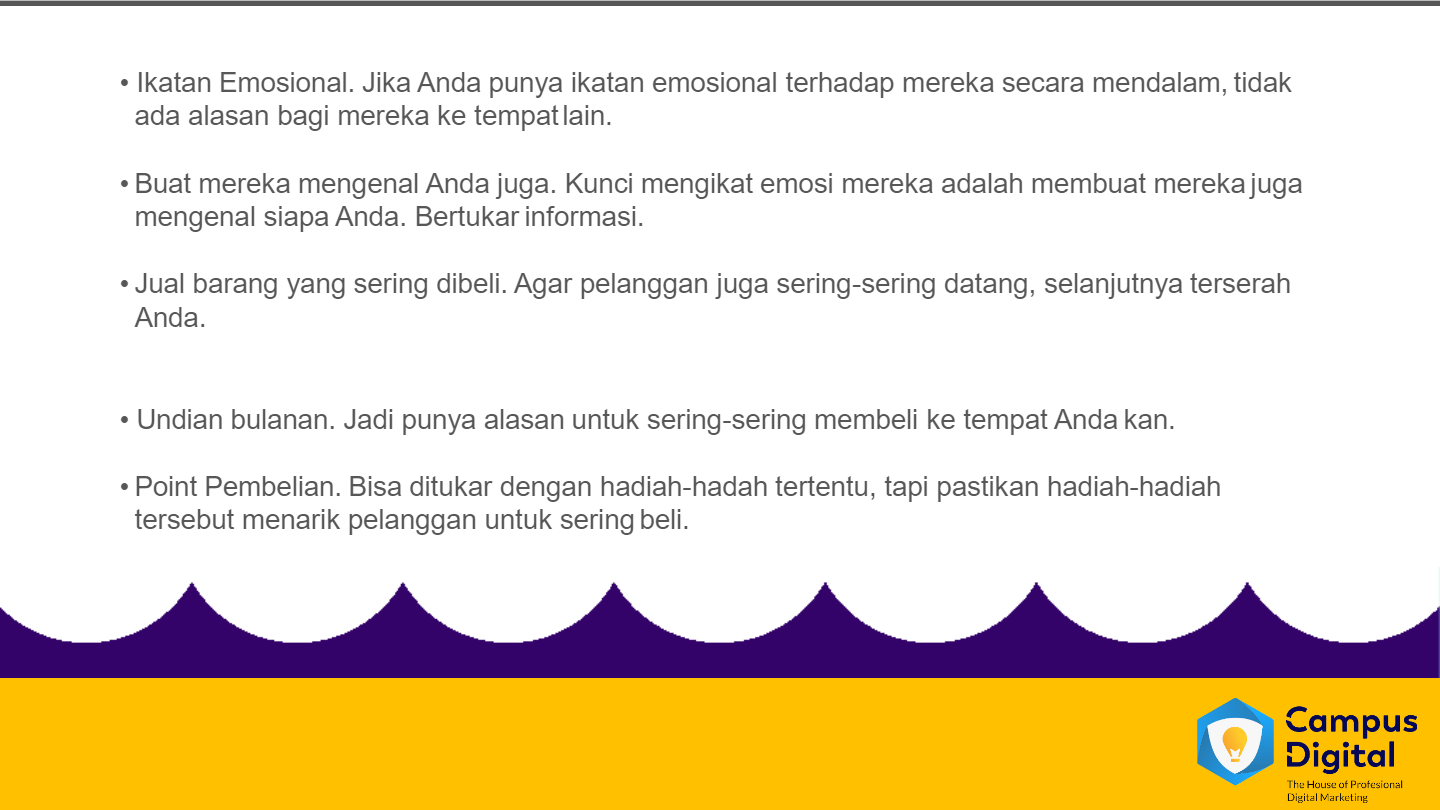 • Ikatan Emosional. Jika Anda punya ikatan emosional terhadap mereka secara mendalam, tidak
ada alasan bagi mereka ke tempat lain.
• Buat mereka mengenal Anda juga. Kunci mengikat emosi mereka adalah membuat mereka juga
mengenal siapa Anda. Bertukar informasi.
• Jual barang yang sering dibeli. Agar pelanggan juga sering-sering datang, selanjutnya terserah
Anda.
• Undian bulanan. Jadi punya alasan untuk sering-sering membeli ke tempat Anda kan.
• Point Pembelian. Bisa ditukar dengan hadiah-hadah tertentu, tapi pastikan hadiah-hadiah
tersebut menarik pelanggan untuk sering beli.
Campus
Digital
The House of Profesional
Digital Marketing